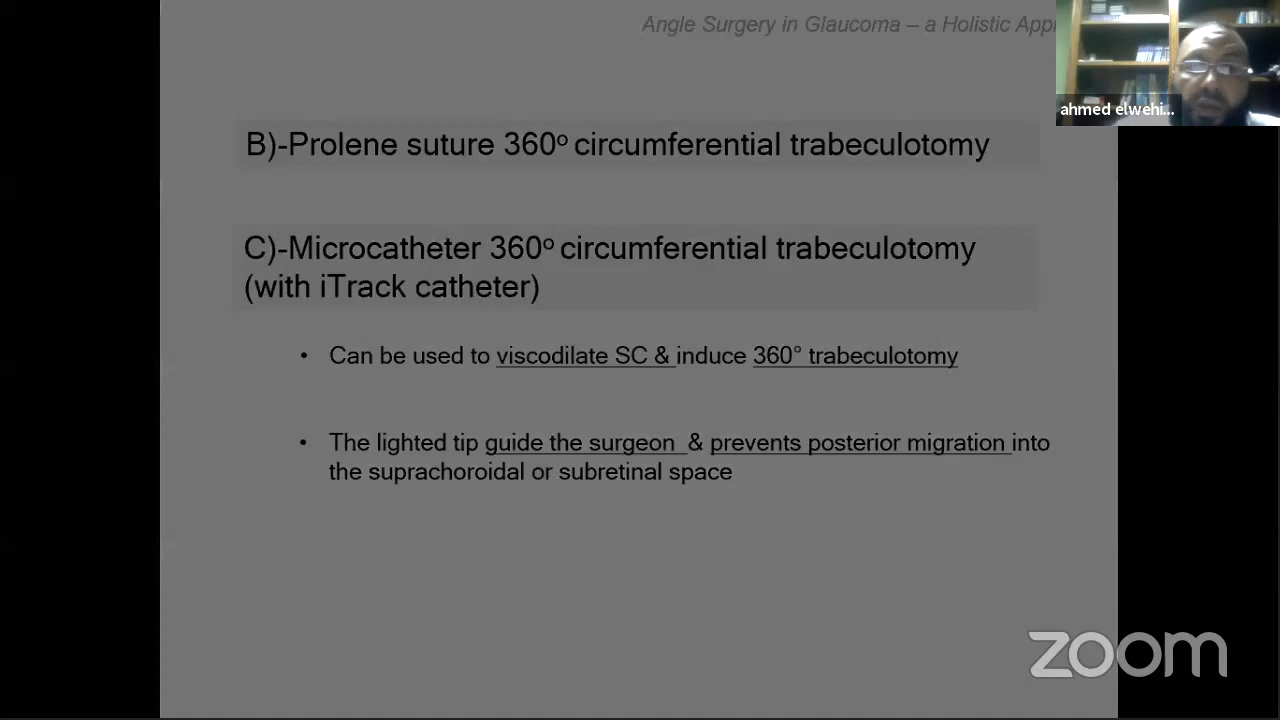 Angle Surgery in Glaucoma – a Holistic
ahmed elwehi...
B)-Prolene suture 360º circumferential trabeculotomy
C)-Microcatheter 360º circumferential trabeculotomy
(with iTrack catheter)
• Can be used to viscodilate SC & induce 360° trabeculotomy
• The lighted tip guide the surgeon & prevents posterior migration into
the suprachoroidal or subretinal space
zoom